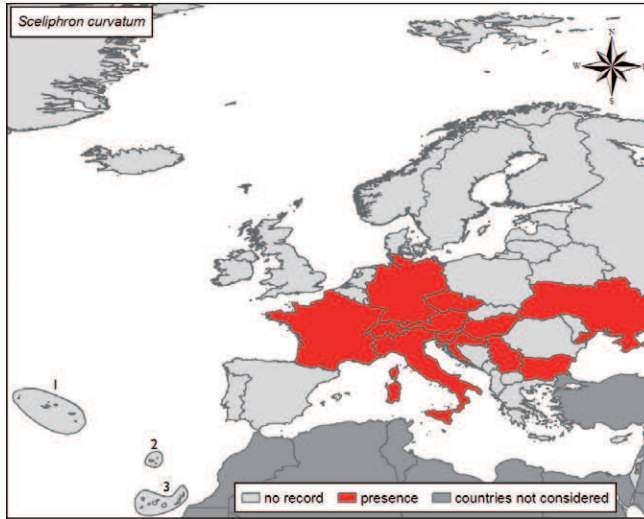 Sceliphron curvatum
N
W
S
1
2
3
no record presence countries not considered